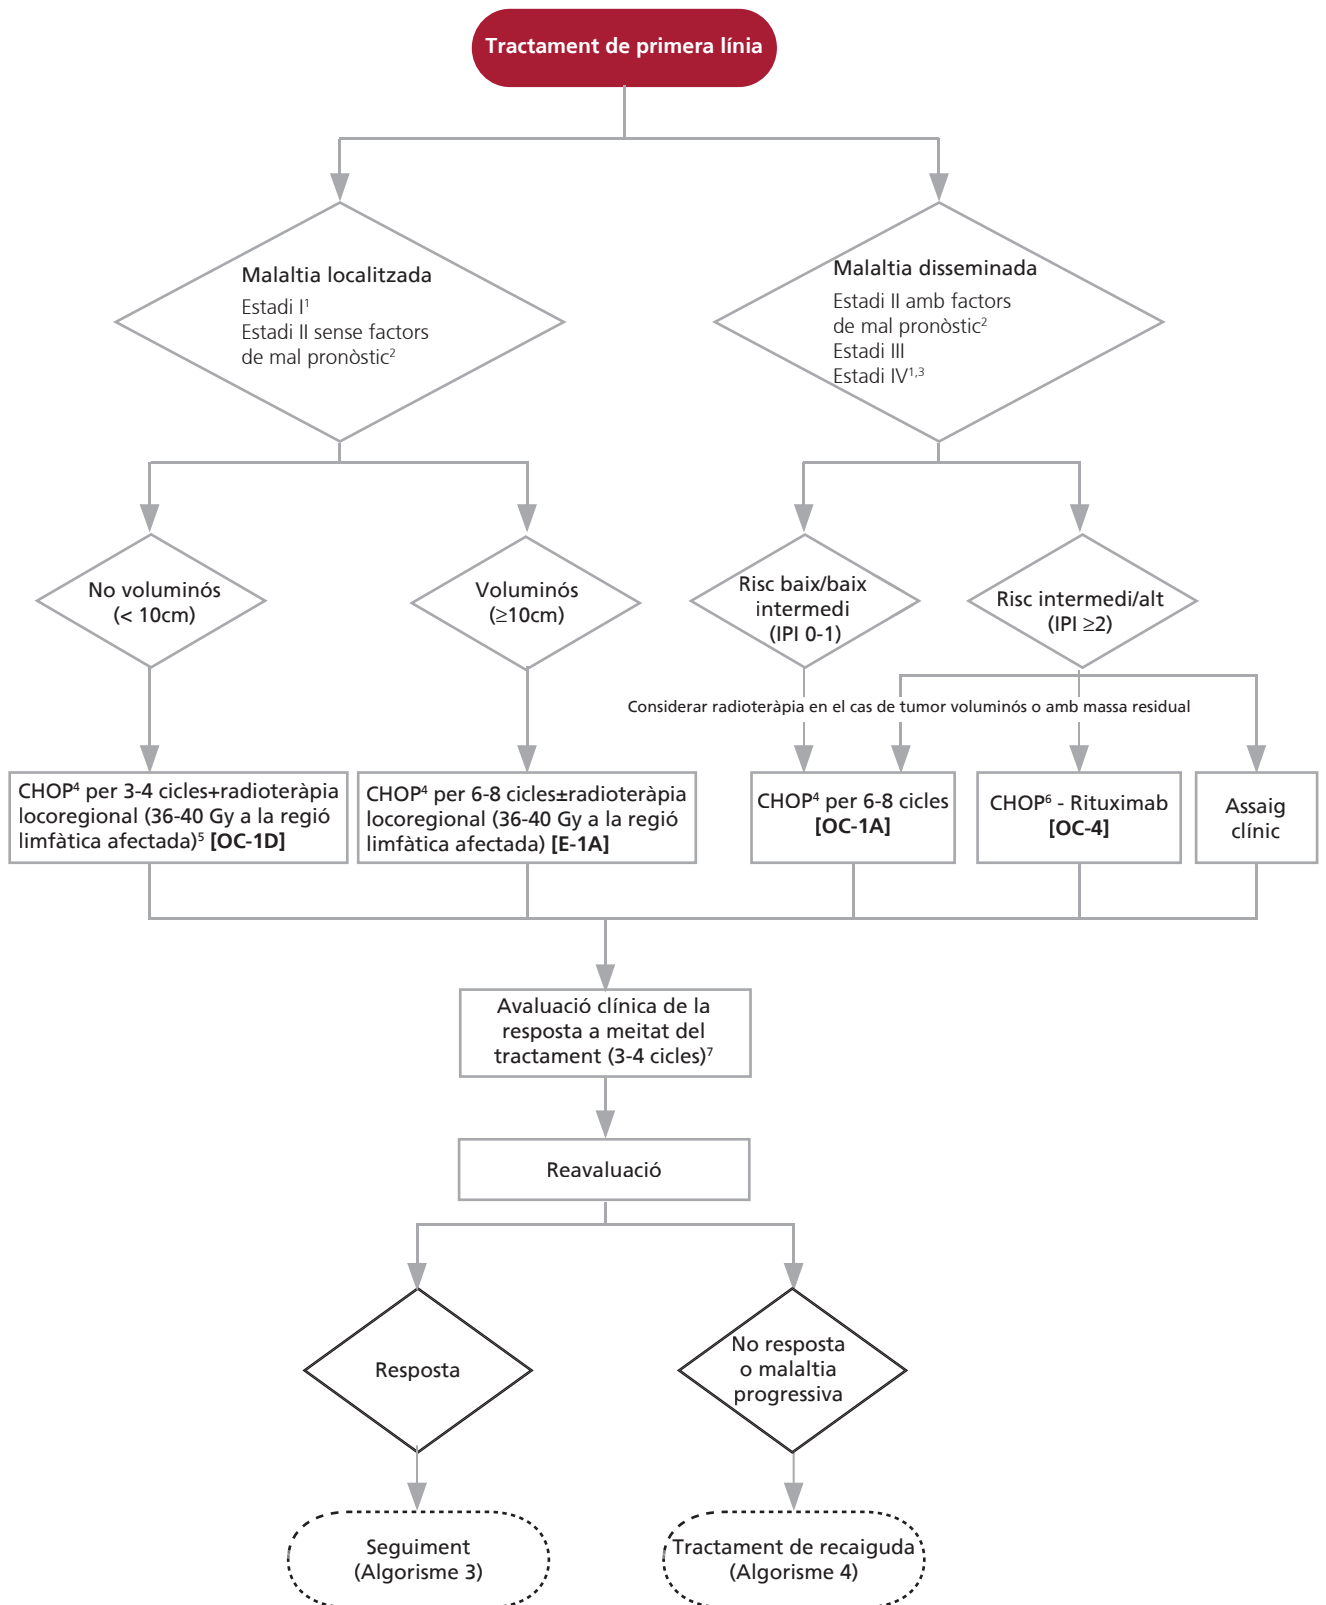 Tractament de primera línia
Malaltia localitzada
Estadi I¹
Estadi II sense factors
de mal pronòstic²
Malaltia disseminada
Estadi II amb factors
de mal pronòstic²
Estadi III
Estadi IV¹,³
No voluminós
(< 10cm)
Voluminós
(≥10cm)
Risc baix/baix
intermedi
(IPI 0-1)
Risc intermedi/alt
(IPI ≥2)
Considerar radioteràpia en el cas de tumor voluminós o amb massa residual
CHOP⁴ per 3-4 cicles+radioteràpia
locoregional (36-40 Gy a la regió
limfàtica afectada)⁵ [OC-1D]
CHOP⁴ per 6-8 cicles±radioteràpia
locoregional (36-40 Gy a la regió
limfàtica afectada) [E-1A]
CHOP⁴ per 6-8 cicles
[OC-1A]
CHOP⁶ - Rituximab
[OC-4]
Assaig
clínic
Avaluació clínica de la
resposta a meitat del
tractament (3-4 cicles)⁷
Reavaluació
Resposta
No resposta
o malaltia
progressiva
Seguiment
(Algorisme 3)
Tractament de recaiguda
(Algorisme 4)